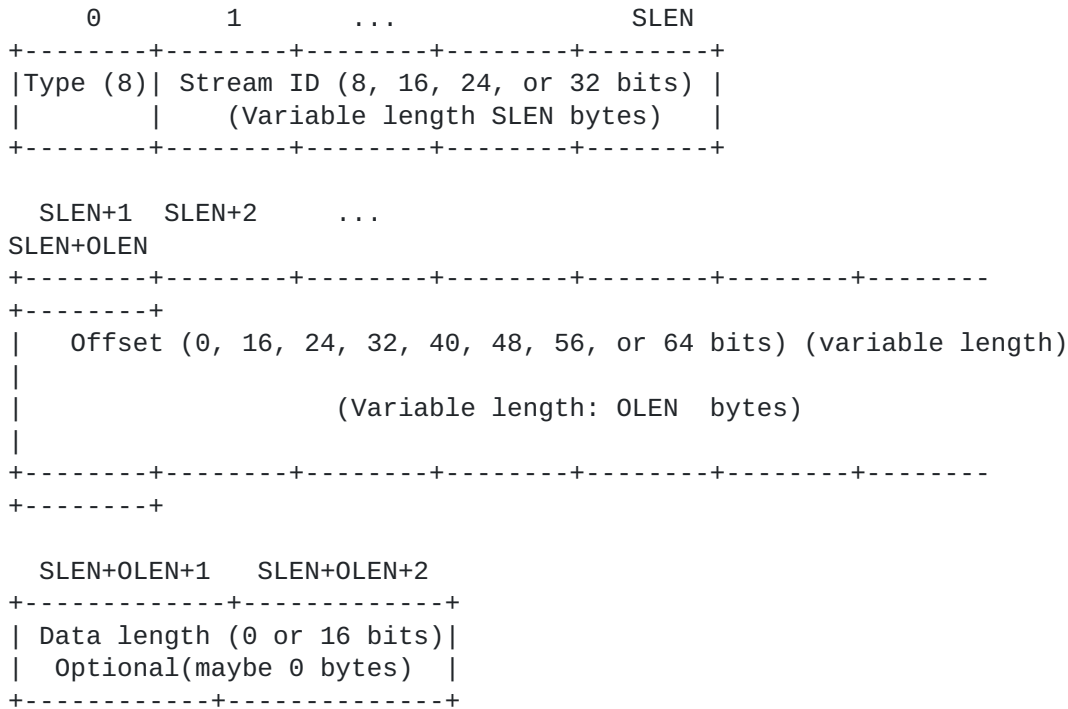 0        1       ...               SLEN
+--------+--------+--------+--------+--------+
|Type (8)| Stream ID (8, 16, 24, or 32 bits) |
|        |    (Variable length SLEN bytes)   |
+--------+--------+--------+--------+--------+

  SLEN+1  SLEN+2     ...
SLEN+OLEN
+--------+--------+--------+--------+--------+--------+--------
+--------+
|   Offset (0, 16, 24, 32, 40, 48, 56, or 64 bits) (variable length)
|
|                    (Variable length: OLEN  bytes)
|
+--------+--------+--------+--------+--------+--------+--------
+--------+

  SLEN+OLEN+1   SLEN+OLEN+2
+-------------+-------------+
| Data length (0 or 16 bits)|
|  Optional(maybe 0 bytes)  |
+------------+--------------+